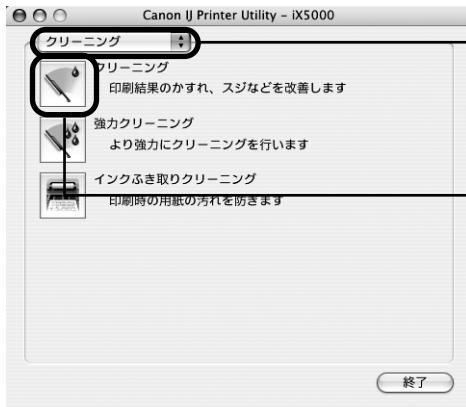 Canon IJ Printer Utility – iX5000
クリーニング
クリーニング
印刷結果のかすれ、スジなどを改善します
強力クリーニング
より強力にクリーニングを行います
インクふき取りクリーニング
印刷時の用紙の汚れを防ぎます
終了